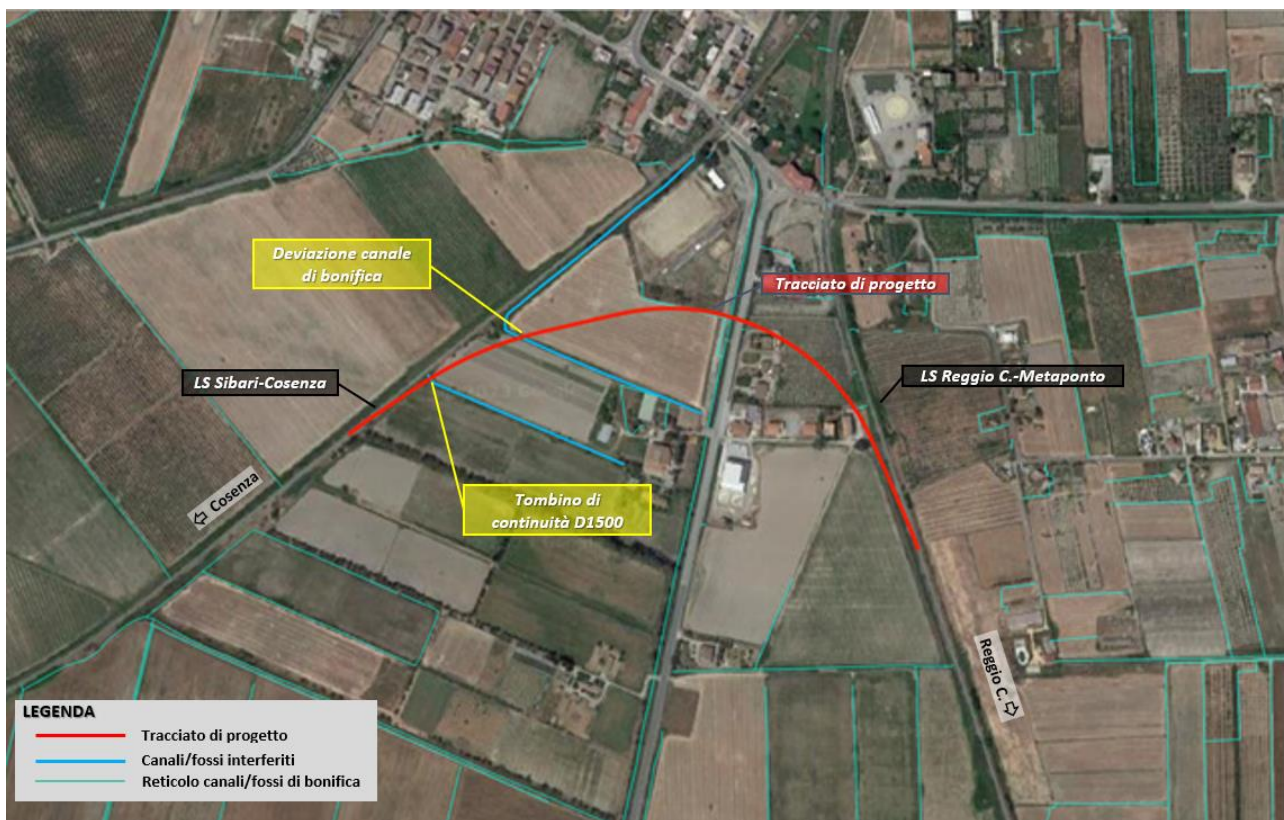 Deviazione canale
di bonifica
Tracciato di progetto
LS Sibari-Cosenza
LS Reggio C.-Metaponto
Cosenza
Tombino di
continuità D1500
Reggio C.
LEGENDA
Tracciato di progetto
Canali/fossi interferiti
Reticolo canali/fossi di bonifica